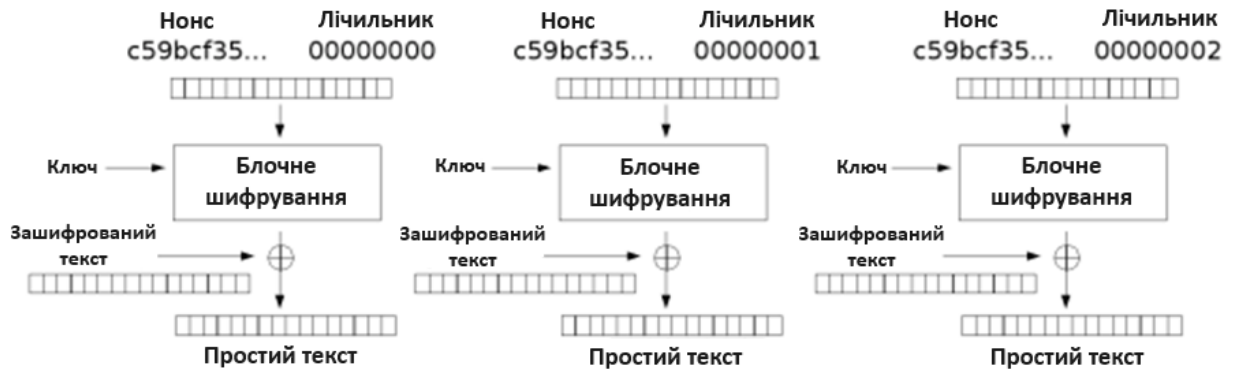 Нонс Лічильник Нонс Лічильник Нонс Лічильник
c59bcf35... 00000000 c59bcf35... 00000001 c59bcf35... 00000002
Ключ Блочне шифрування Ключ Блочне шифрування Ключ Блочне шифрування
Зашифрований текст Зашифрований текст Зашифрований текст
Простий текст Простий текст Простий текст